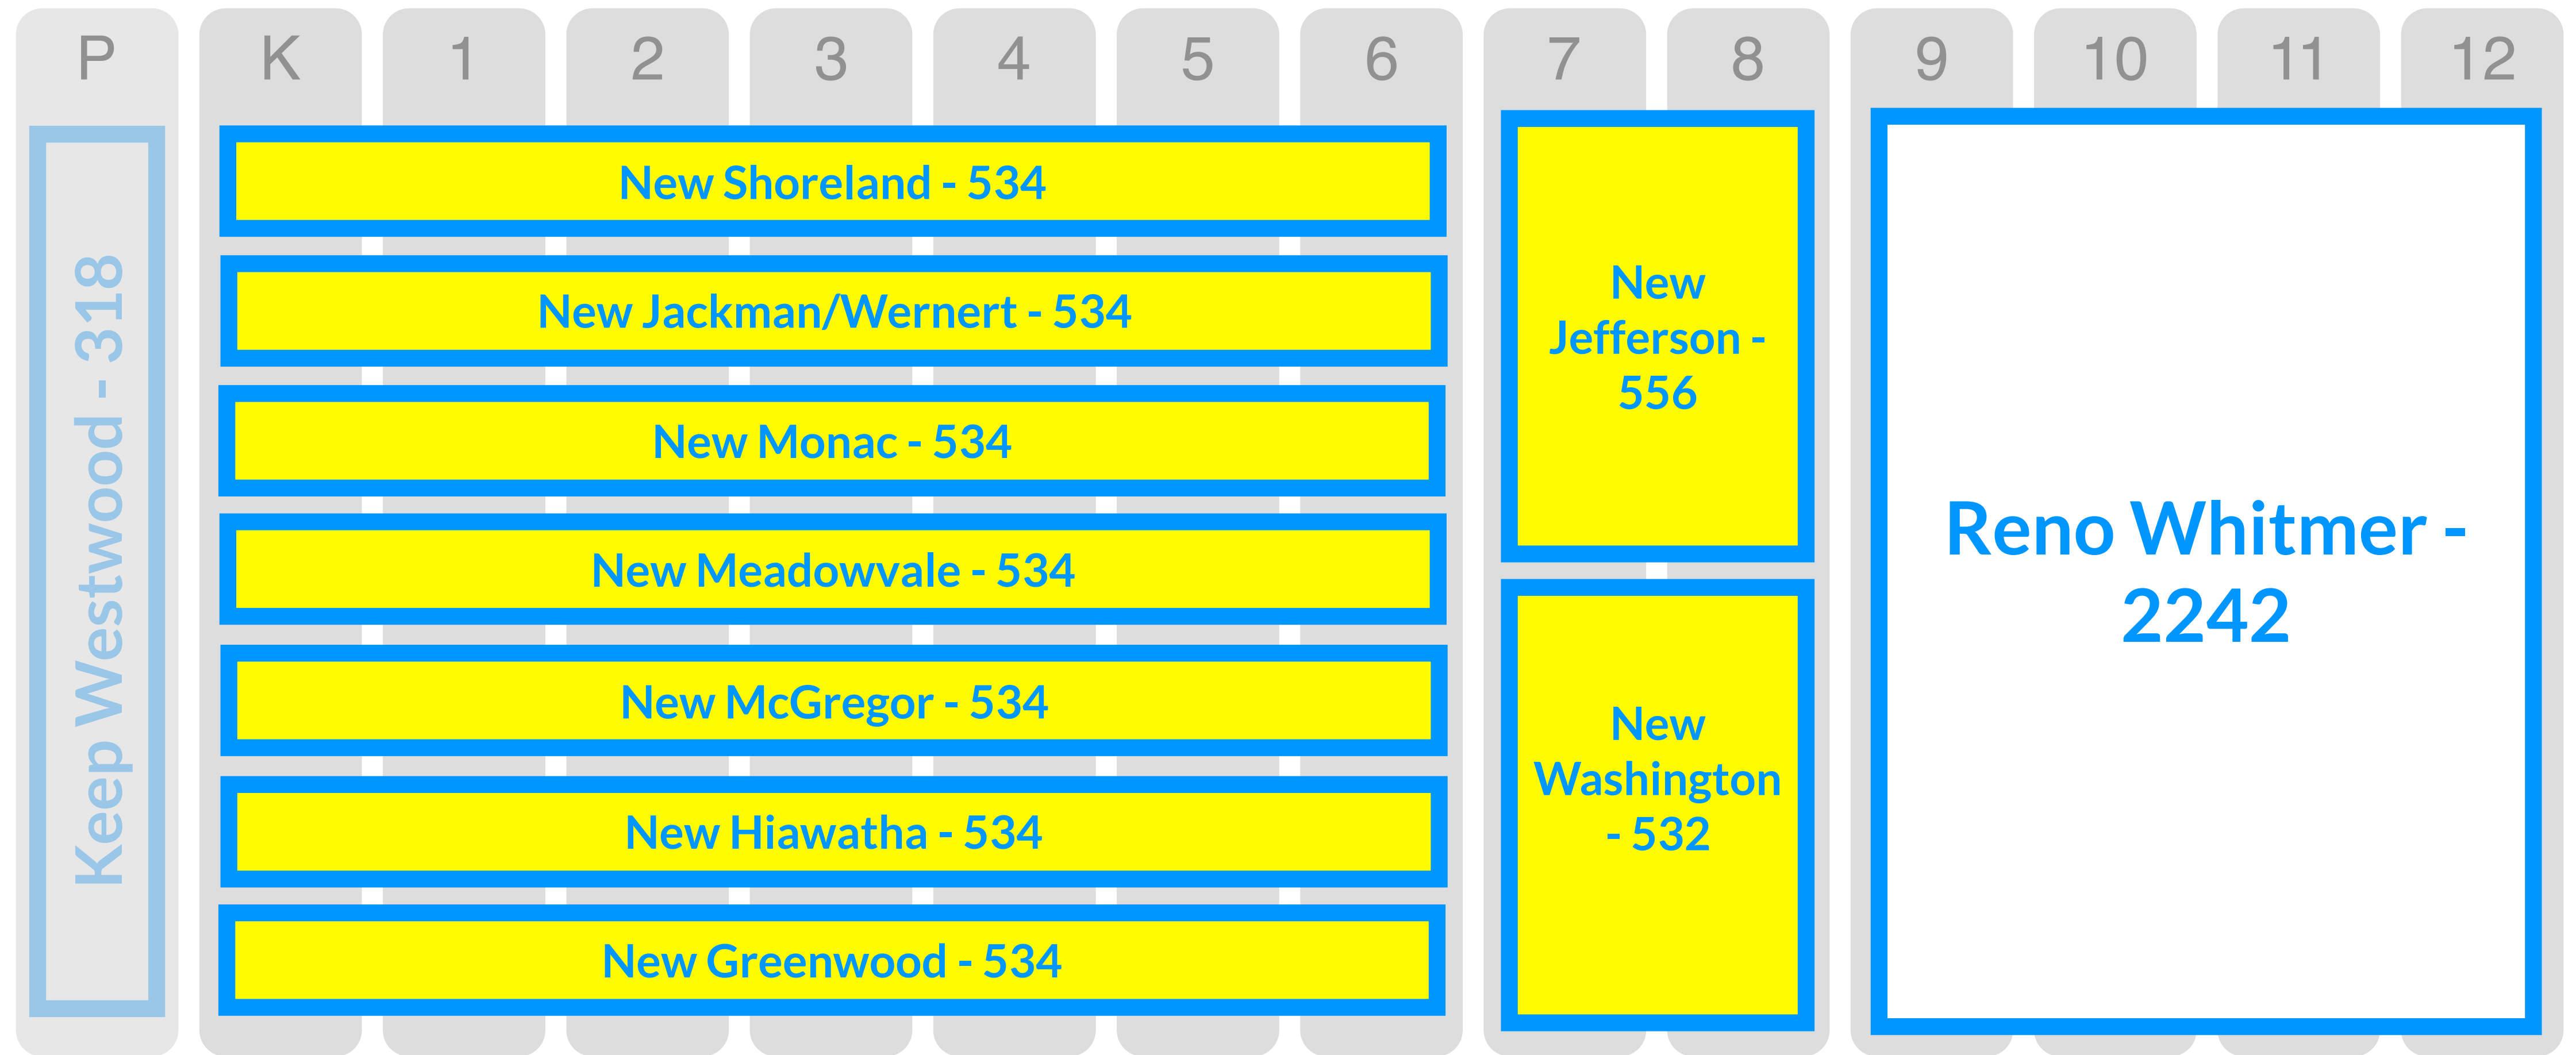 P K 1 2 3 4 5 6 7 8 9 10 11 12
Keep Westwood - 318
New Shoreland - 534
New Jackman/Wernert - 534
New Monac - 534
New Meadowvale - 534
New McGregor - 534
New Hiawatha - 534
New Greenwood - 534
New
Jefferson -
556
New
Washington
- 532
Reno Whitmer -
2242